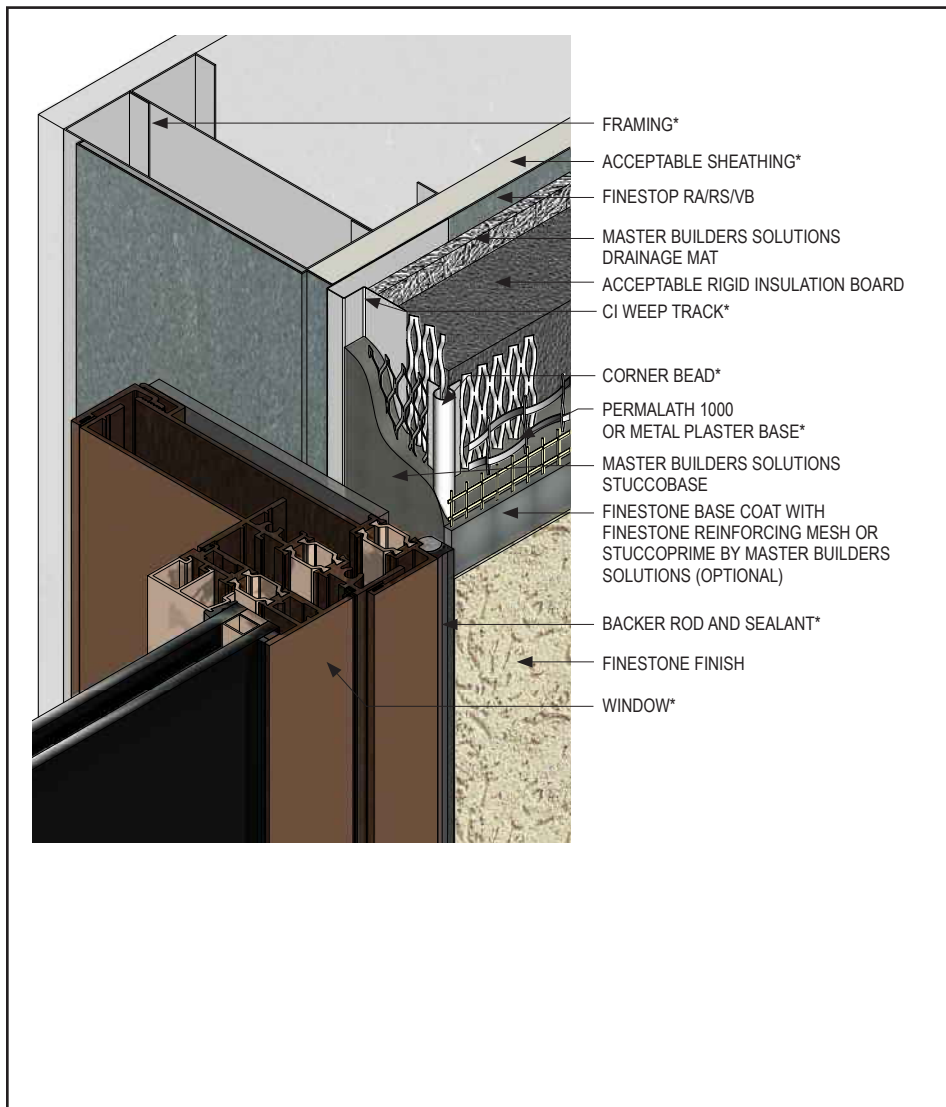 FRAMING*
ACCEPTABLE SHEATHING*
FINESTOP RA/RS/VB
MASTER BUILDERS SOLUTIONS
DRAINAGE MAT
ACCEPTABLE RIGID INSULATION BOARD
CI WEEP TRACK*
CORNER BEAD*
PERMALATH 1000
OR METAL PLASTER BASE*
MASTER BUILDERS SOLUTIONS
STUCCOBASE
FINESTONE BASE COAT WITH
FINESTONE REINFORCING MESH OR
STUCCOPRIME BY MASTER BUILDERS
SOLUTIONS (OPTIONAL)
BACKER ROD AND SEALANT*
FINESTONE FINISH
WINDOW*